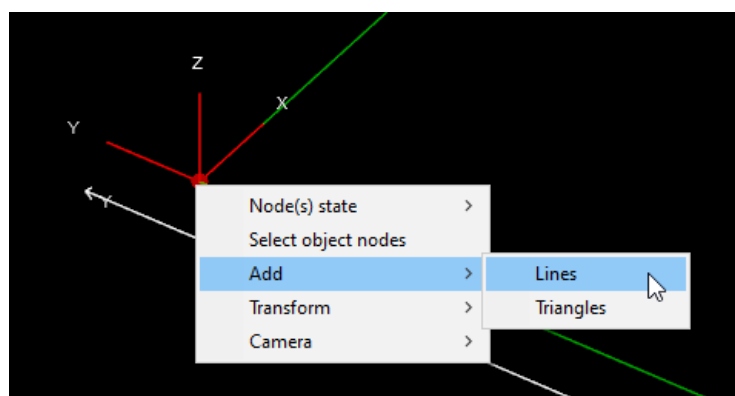 Z
X
Y
Y
Node(s) state
Select object nodes
Add
Lines
Transform
Triangles
Camera